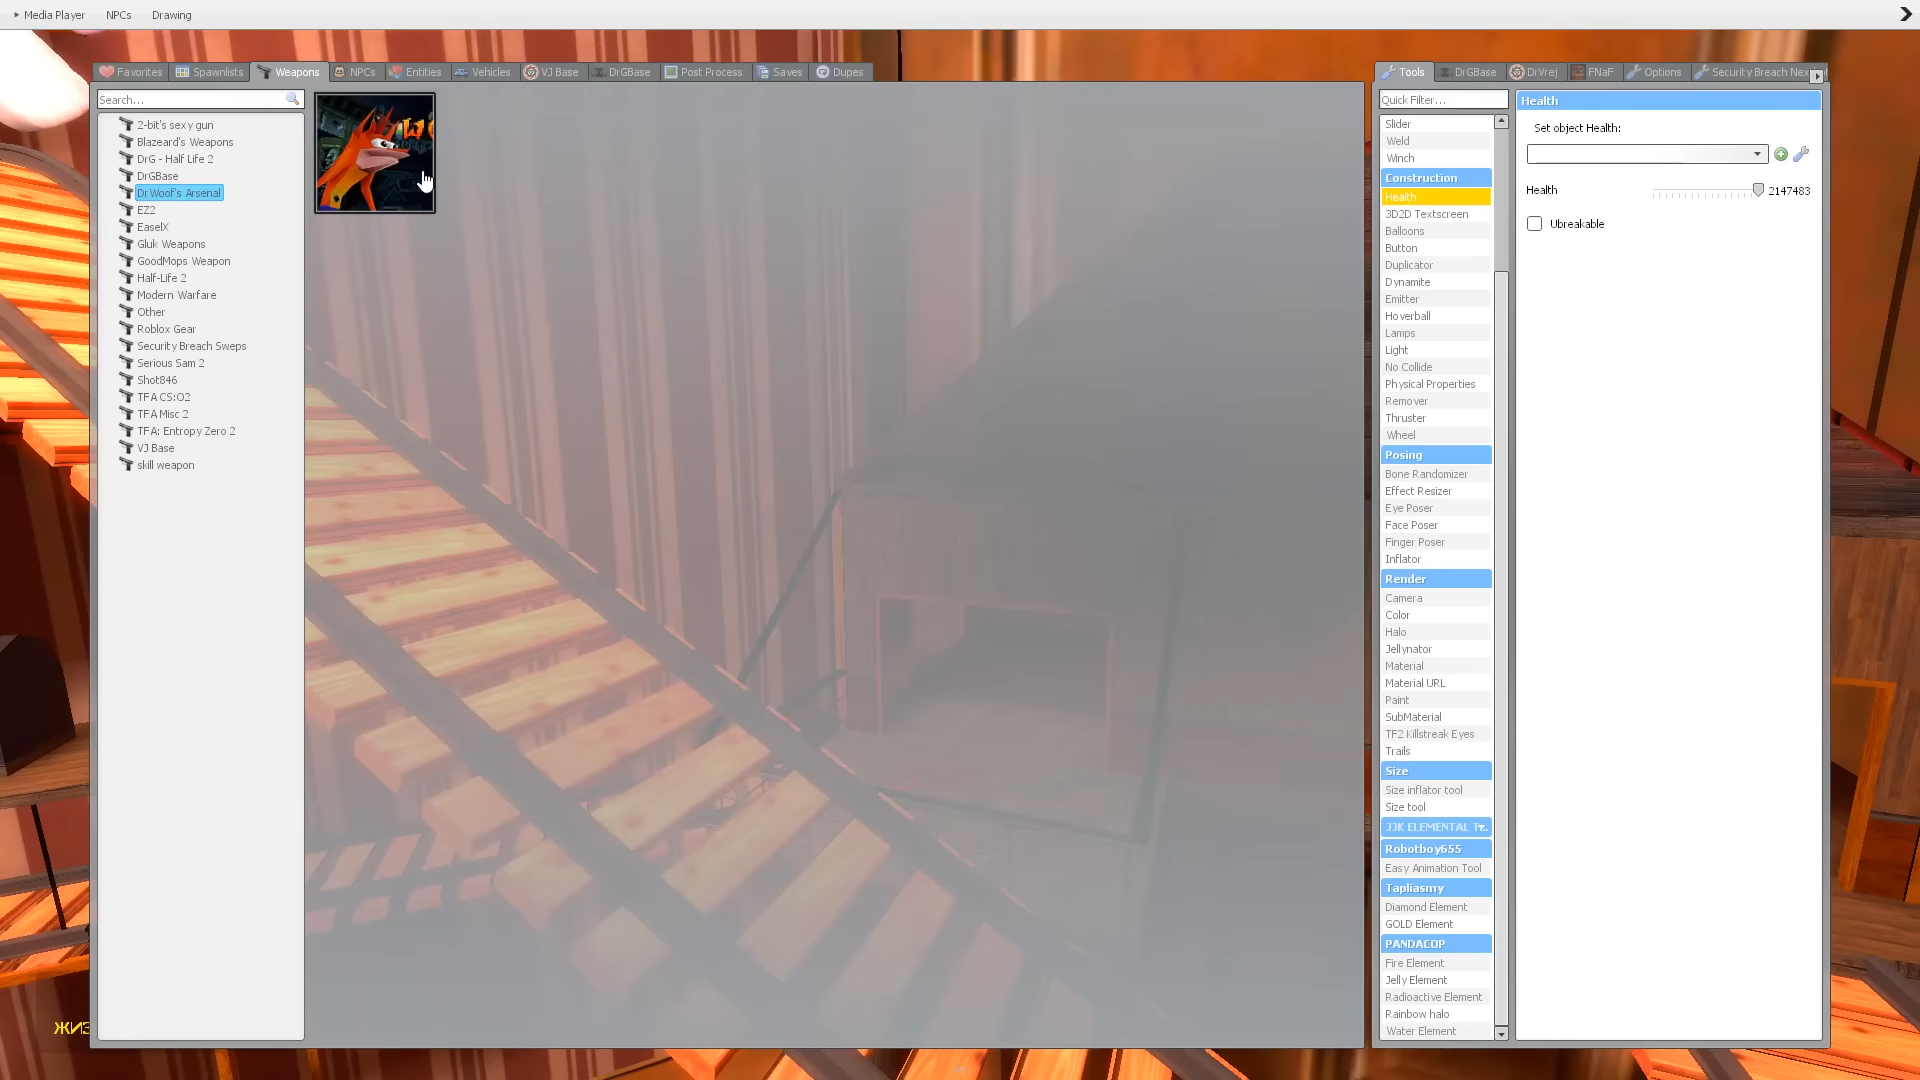 Media Player NPCs Drawing
Favorites Spawnlists Weapons NPCs Entities Vehicles VJ Base DrGBase Post Process Saves Dupes
Search...
2-bit's sexy gun
Blazeard's Weapons
DrG - Half Life 2
DrGBase
DrWoof's Arsenal
EZ2
EaselX
Gluk Weapons
GoodMops Weapon
Half-Life 2
Modern Warfare
Other
Roblox Gear
Security Breach Sweps
Serious Sam 2
Shot846
TFA CS:O2
TFA Misc 2
TFA: Entropy Zero 2
VJ Base
skill weapon
ЖИЗ
Tools DrGBase DrVrej FNaF Options Security Breach Nex
Quick Filter...
Slider
Weld
Winch
Construction
Health
3D2D Textscreen
Balloons
Button
Duplicator
Dynamite
Emitter
Hoverball
Lamps
Light
No Collide
Physical Properties
Remover
Thruster
Wheel
Posing
Bone Randomizer
Effect Resizer
Eye Poser
Face Poser
Finger Poser
Inflator
Render
Camera
Color
Halo
Jellynator
Material
Material URL
Paint
SubMaterial
TF2 Killstreak Eyes
Trails
Size
Size inflator tool
Size tool
JJK ELEMENTAL T...
Robotboy655
Easy Animation Tool
Tapliasmy
Diamond Element
GOLD Element
PANDACOP
Fire Element
Jelly Element
Radioactive Element
Rainbow halo
Water Element
Health
Set object Health:
Health 2147483
Ubreakable